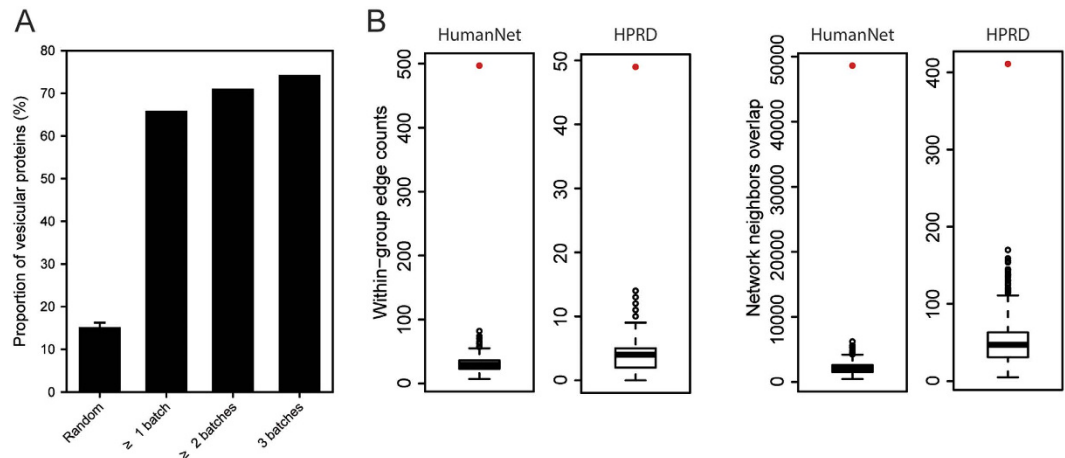 A
Proportion of vesicular proteins (%)
80
70
60
50
40
30
20
10
0
Random
≥ 1 batch
≥ 2 batches
3 batches
B
HumanNet
Within-group edge counts
500
400
300
200
100
0
HPRD
50
40
30
20
10
0
HumanNet
Network neighbors overlap
50000
40000
30000
20000
10000
0
HPRD
400
300
200
100
0